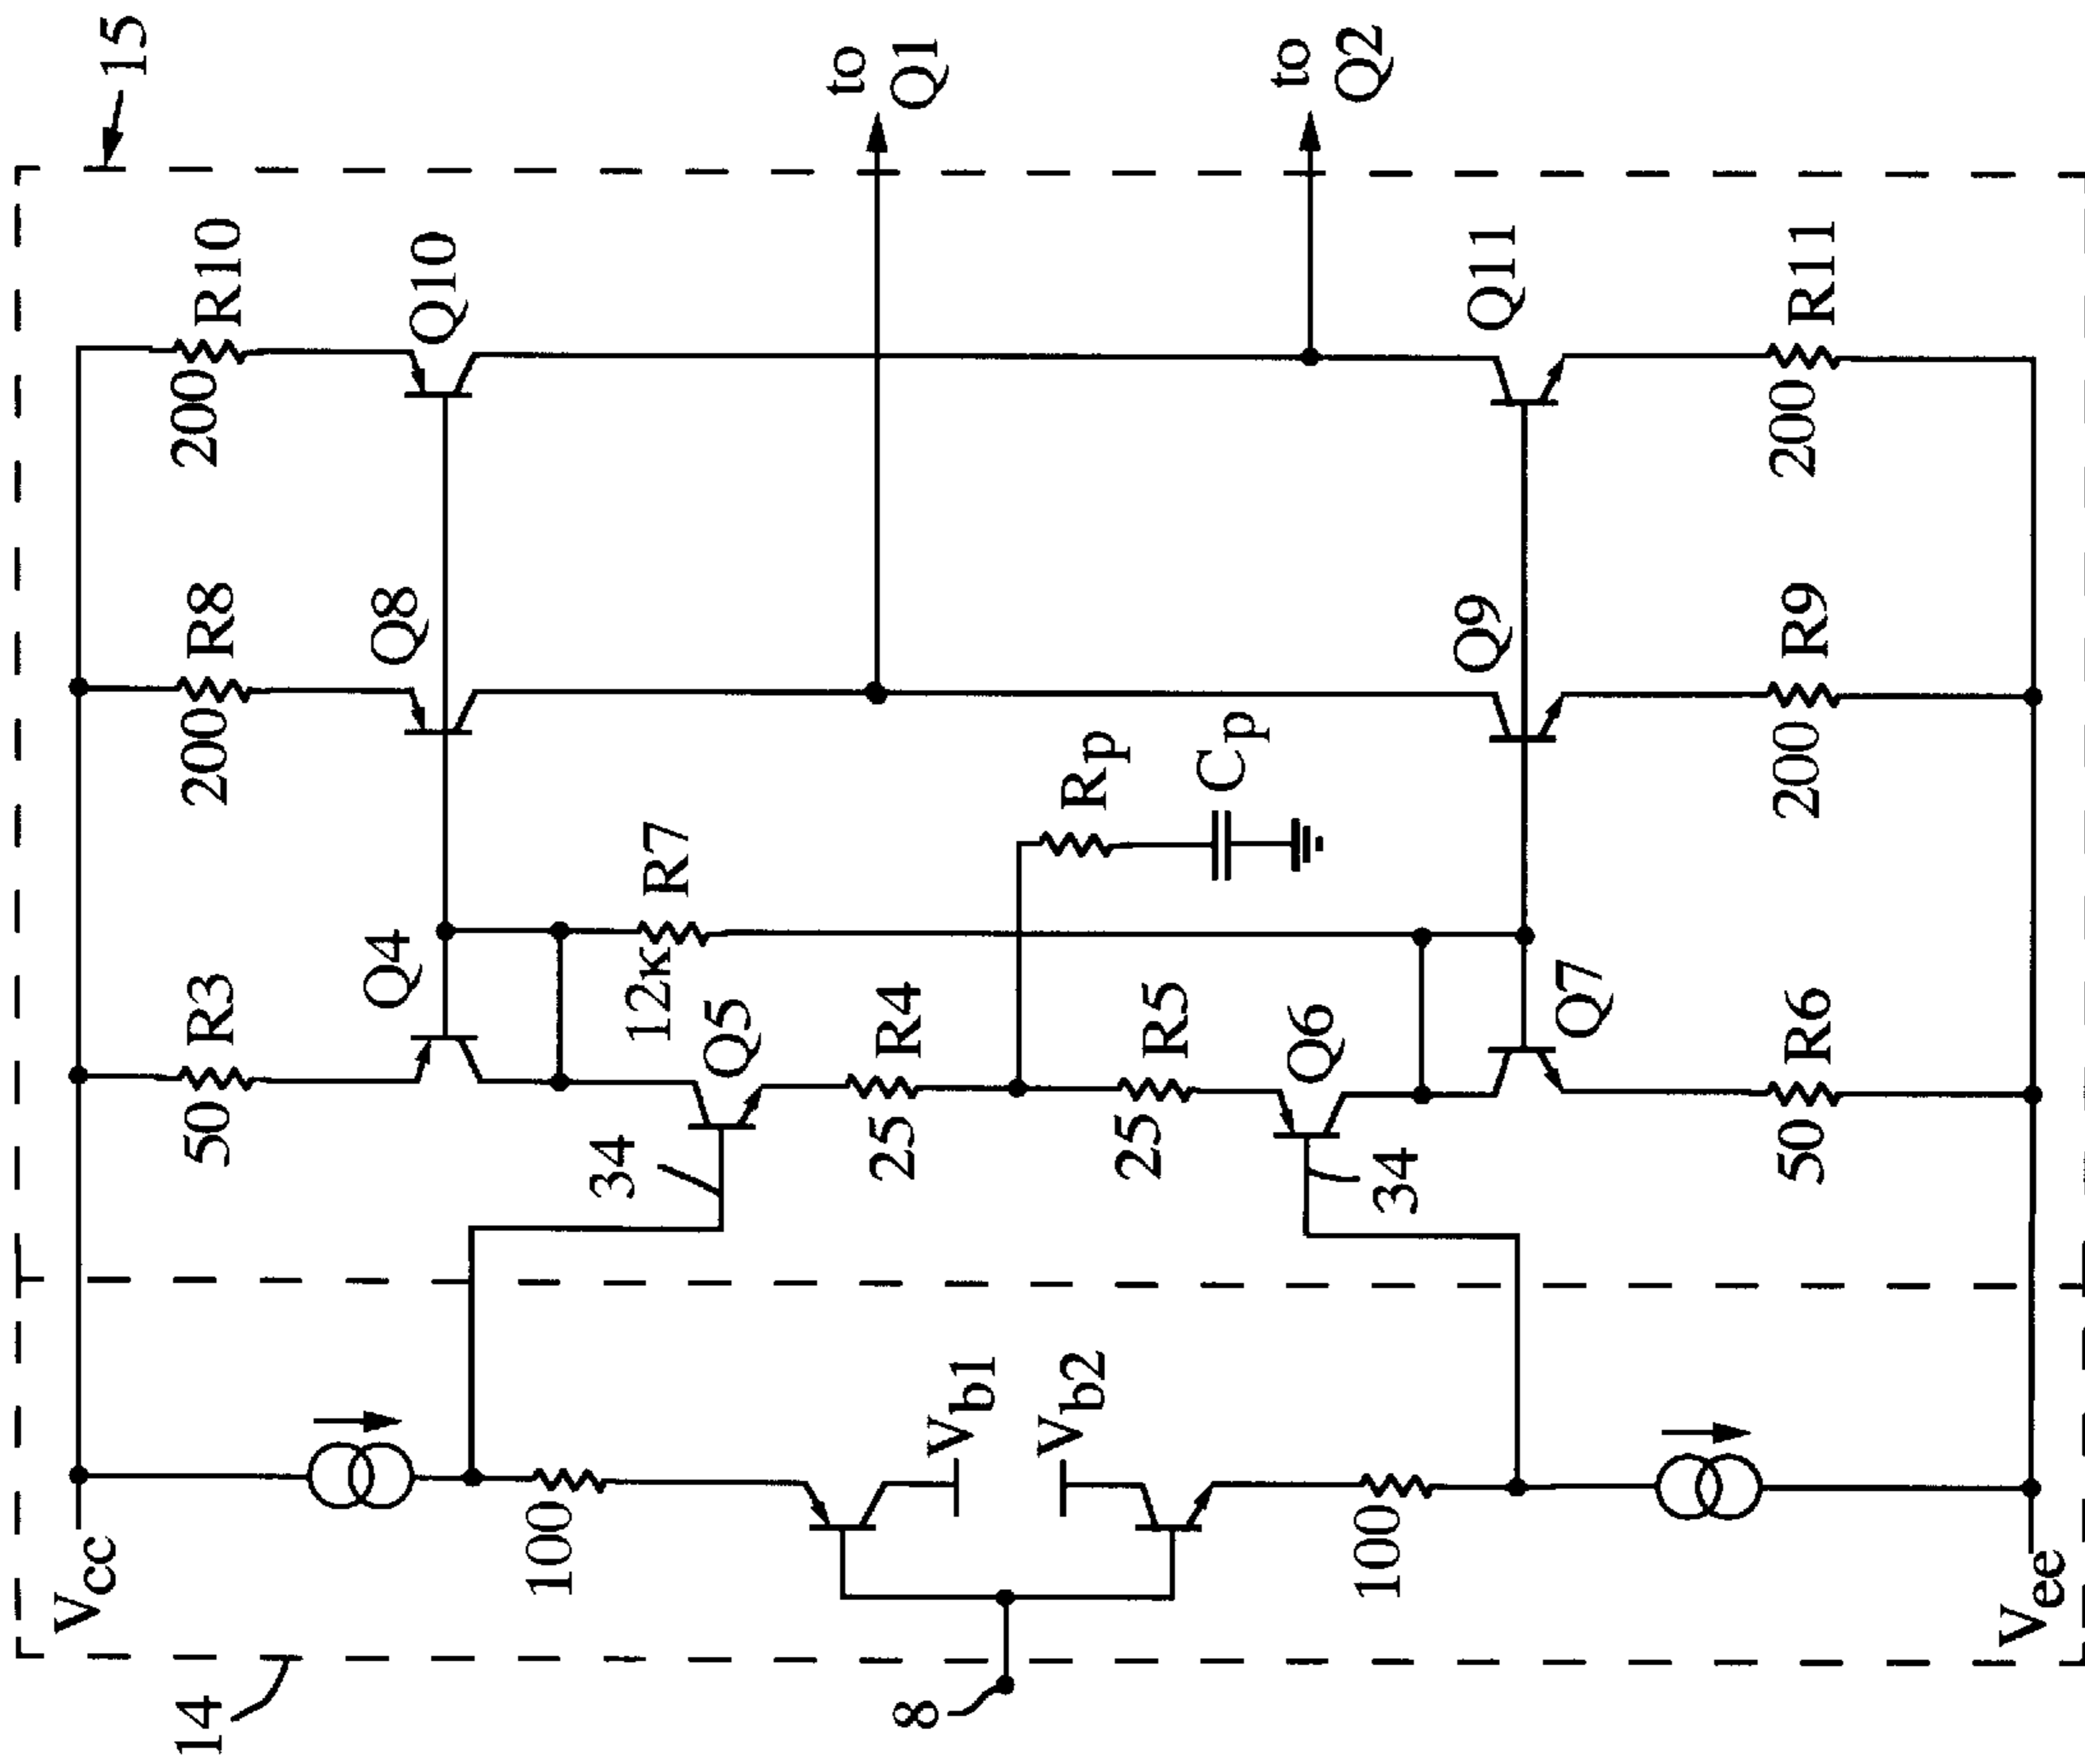 15
Vcc
14
50 R3
200 R8
200 R10
Q4
Q8
Q10
100
34
12K R7
Q5
to
Q1
25 R4
8
Vb1
Vb2
Rp
25 R5
Cp
to
Q2
Q6
34
100
Q9
Q11
Q7
50 R6
200 R9
200 R11
Vee